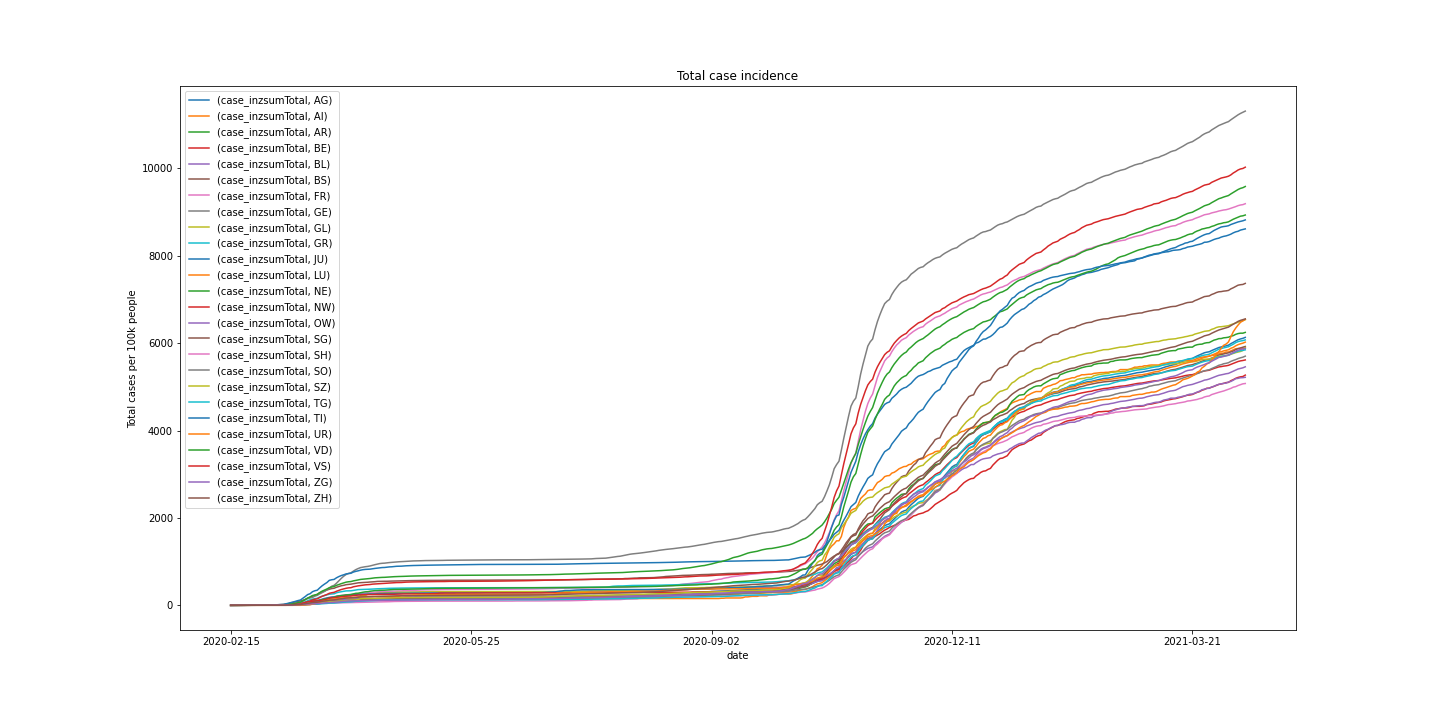 Total case incidence
(case_inzsumTotal, AG)
(case_inzsumTotal, AI)
(case_inzsumTotal, AR)
(case_inzsumTotal, BE)
(case_inzsumTotal, BL)
(case_inzsumTotal, BS)
(case_inzsumTotal, FR)
(case_inzsumTotal, GE)
(case_inzsumTotal, GL)
(case_inzsumTotal, GR)
(case_inzsumTotal, JU)
(case_inzsumTotal, LU)
(case_inzsumTotal, NE)
(case_inzsumTotal, NW)
(case_inzsumTotal, OW)
(case_inzsumTotal, SG)
(case_inzsumTotal, SH)
(case_inzsumTotal, SO)
(case_inzsumTotal, SZ)
(case_inzsumTotal, TG)
(case_inzsumTotal, TI)
(case_inzsumTotal, UR)
(case_inzsumTotal, VD)
(case_inzsumTotal, VS)
(case_inzsumTotal, ZG)
(case_inzsumTotal, ZH)
Total cases per 100k people
10000
8000
6000
4000
2000
0
2020-02-15 2020-05-25 2020-09-02 2020-12-11 2021-03-21
date